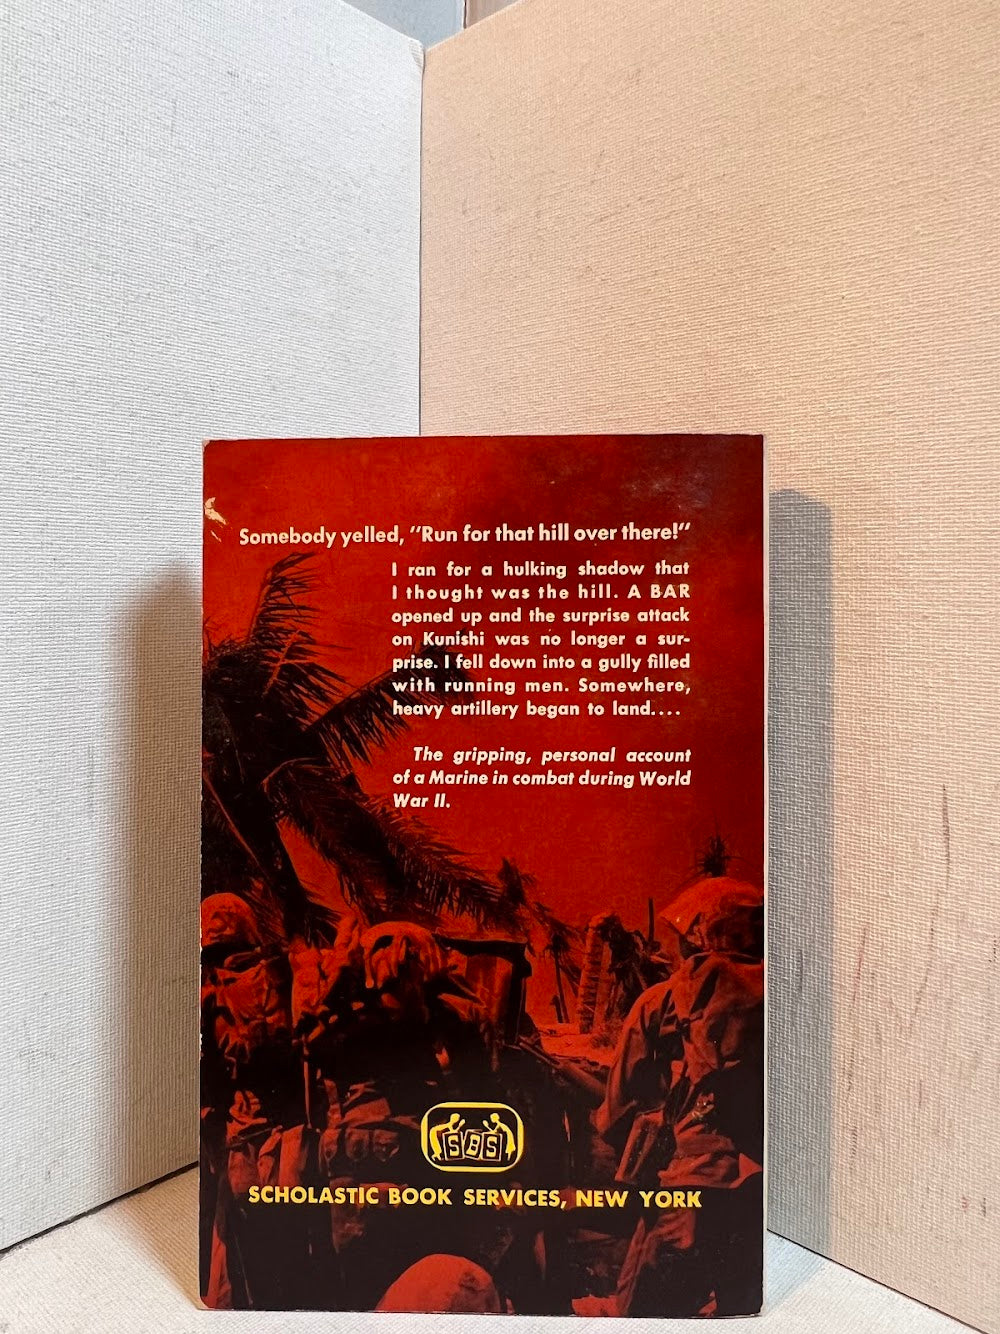 Somebody yelled, "Run for that hill over there!"
I ran for a hulking shadow that
I thought was the hill. A BAR
opened up and the surprise attack
on Kunishi was no longer a sur-
prise. I fell down into a gully filled
with running men. Somewhere,
heavy artillery began to land....
The gripping, personal account
of a Marine in combat during World
War II.
SBS
SCHOLASTIC BOOK SERVICES, NEW YORK